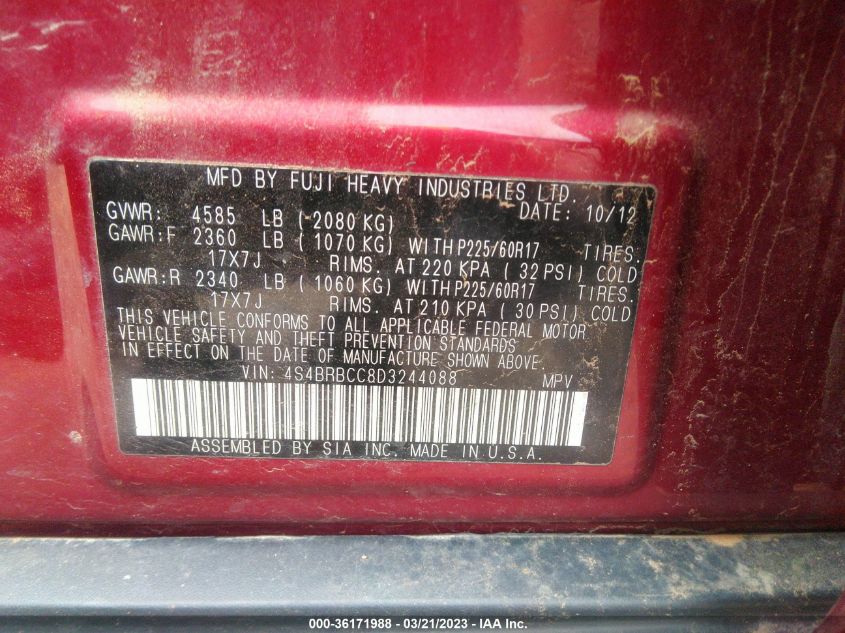 MFD BY FUJI HEAVY INDUSTRIES LTD.
GVWR: 4585 LB ( 2080 KG) DATE: 10/12
GAWR:F 2360 LB ( 1070 KG) WITH P225/60R17 TIRES.
17X7J RIMS. AT 220 KPA ( 32 PSI) COLD
GAWR:R 2340 LB ( 1060 KG) WITH P225/60R17 TIRES.
17X7J RIMS. AT 210 KPA ( 30 PSI) COLD
THIS VEHICLE CONFORMS TO ALL APPLICABLE FEDERAL MOTOR
VEHICLE SAFETY AND THEFT PREVENTION STANDARDS
IN EFFECT ON THE DATE OF MANUFACTURE SHOWN ABOVE.
VIN: 4S4BRBCC8D3244088 MPV
ASSEMBLED BY SIA INC. MADE IN U.S.A.
000-36171988 - 03/21/2023 - IAA Inc.